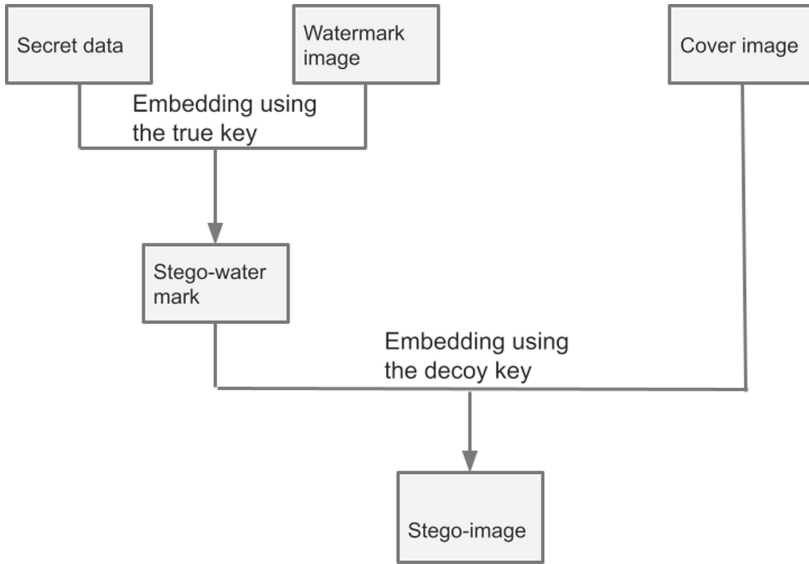 Secret data
Watermark
image
Cover image
Embedding using
the true key
Stego-water
mark
Embedding using
the decoy key
Stego-image